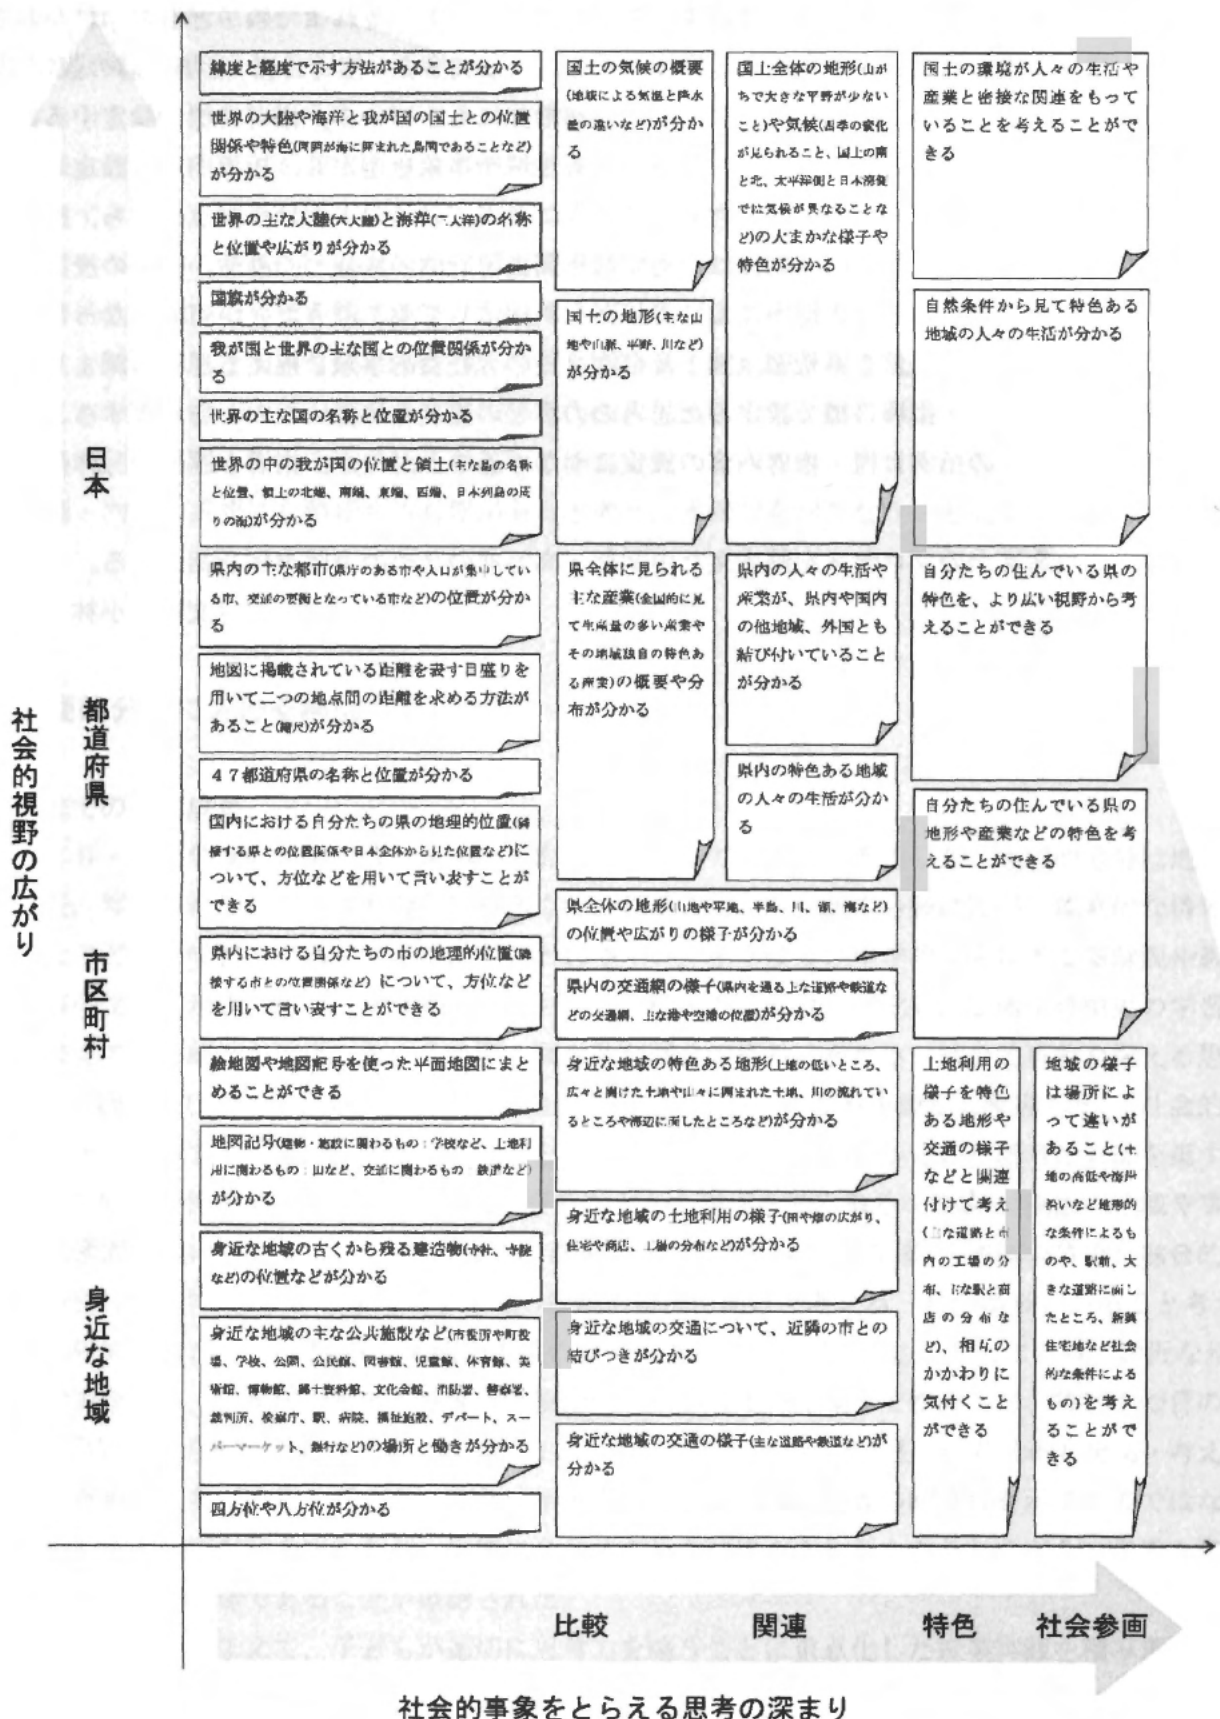 社会的視野の広がり
日本
都道府県
市区町村
身近な地域
緯度と経度で示す方法があることが分かる
世界の大陸や海洋と我が国の国土との位置
関係や特色(四囲が海に囲まれた島国であることなど)
が分かる
世界の主な大陸(六大陸)と海洋(三大洋)の名称
と位置や広がりが分かる
国旗が分かる
我が国と世界の主な国との位置関係が分か
る
世界の主な国の名称と位置が分かる
世界の中の我が国の位置と領土(主な島の名称
と位置、領土の北端、南端、東端、西端、日本列島の周
りの海)が分かる
県内の主な都市(県庁のある市や人口が集中してい
る市、交通の要衝となっている市など)の位置が分か
る
地図に掲載されている距離を表す目盛りを
用いて二つの地点間の距離を求める方法が
あること(縮尺)が分かる
47都道府県の名称と位置が分かる
国内における自分たちの県の地理的位置(隣
接する県との位置関係や日本全体から見た位置など)に
ついて、方位などを用いて言い表すことが
できる
県内における自分たちの市の地理的位置(隣
接する市との位置関係など)について、方位など
を用いて言い表すことができる
絵地図や地図記号を使った平面地図にまと
めることができる
地図記号(建物・施設に関わるもの:学校など、土地利
用に関わるもの:田など、交通に関わるもの:鉄道など)
が分かる
身近な地域の古くから残る建造物(寺社、寺院
など)の位置などが分かる
身近な地域の主な公共施設など(市役所や町役
場、学校、公園、公民館、図書館、児童館、体育館、美
術館、博物館、郷土資料館、文化会館、消防署、警察署、
裁判所、検察庁、駅、病院、福祉施設、デパート、スー
パーマーケット、銀行など)の場所と働きが分かる
四方位や八方位が分かる
国土の気候の概要
(地域による気温と降水
量の違いなど)が分か
る
国土の地形(主な山
地や山脈、平野、川など)
が分かる
国土全体の地形(山が
ちで大きな平野が少ない
こと)や気候(四季の変化
が見られること、国土の南
と北、太平洋側と日本海側
では気候が異なることな
ど)の大まかな様子や
特色が分かる
国土の環境が人々の生活や
産業と密接な関連をもって
いることを考えることがで
きる
自然条件から見て特色ある
地域の人々の生活が分かる
県全体に見られる
主な産業(全国的に見
て生産量の多い産業や
その地域独自の特色あ
る産業)の概要や分
布が分かる
県内の人々の生活や
産業が、県内や国内
の他地域、外国とも
結び付いていること
が分かる
県内の特色ある地域
の人々の生活が分か
る
自分たちの住んでいる県の
特色を、より広い視野から考
えることができる
自分たちの住んでいる県の
地形や産業などの特色を考
えることができる
県全体の地形(山地や平地、半島、川、湖、海など)
の位置や広がりの様子が分かる
県内の交通網の様子(県内を通る主な道路や鉄道な
どの交通網、主な港や空港の位置)が分かる
身近な地域の特色ある地形(土地の低いところ、
広々と開けた土地や山々に囲まれた土地、川の流れてい
るところや海辺に面したところなど)が分かる
身近な地域の土地利用の様子(田や畑の広がり、
住宅や商店、工場の分布など)が分かる
身近な地域の交通について、近隣の市との
結びつきが分かる
身近な地域の交通の様子(主な道路や鉄道など)が
分かる
土地利用の
様子を特色
ある地形や
交通の様子
などと関連
付けて考え
(主な道路と市
内の工場の分
布、主な駅と商
店の分布な
ど)、相互の
かかわりに
気付くこと
ができる
地域の様子
は場所によ
って違いが
あること(土
地の高低や海岸
沿いなど地形的
な条件によるも
のや、駅前、大
きな道路に面し
たところ、新興
住宅地など社会
的な条件による
もの)を考え
ることがで
きる
比較
関連
特色
社会参画
社会的事象をとらえる思考の深まり